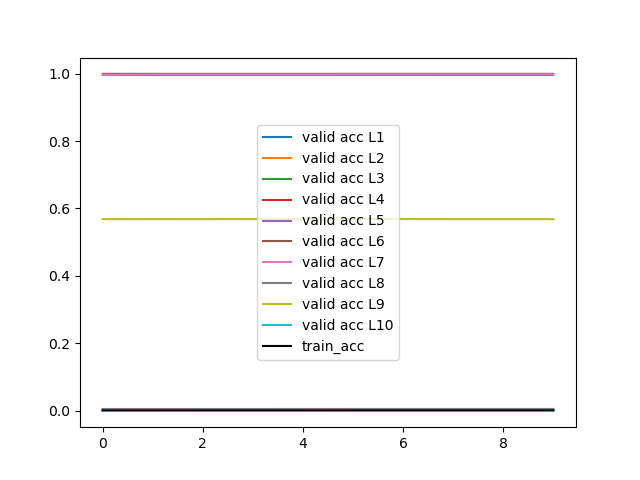 1.0
0.8
0.6
0.4
0.2
0.0
valid acc L1
valid acc L2
valid acc L3
valid acc L4
valid acc L5
valid acc L6
valid acc L7
valid acc L8
valid acc L9
valid acc L10
train_acc
0 2 4 6 8